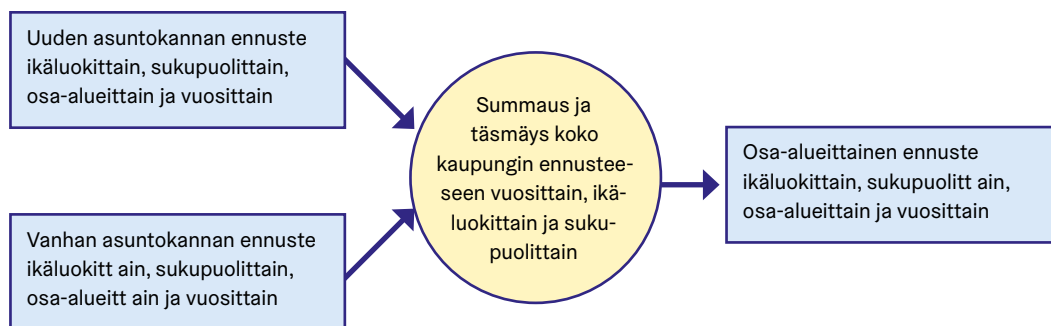 Uuden asuntokannan ennuste
ikäluokittain, sukupuolittain,
osa-alueittain ja vuosittain
Vanhan asuntokannan ennuste
ikäluokitt ain, sukupuolittain,
osa-alueitt ain ja vuosittain
Summaus ja
täsmäys koko
kaupungin ennustee-
seen vuosittain, ikä-
luokittain ja suku-
puolittain
Osa-alueittainen ennuste
ikäluokittain, sukupuolitt ain,
osa-alueittain ja vuosittain